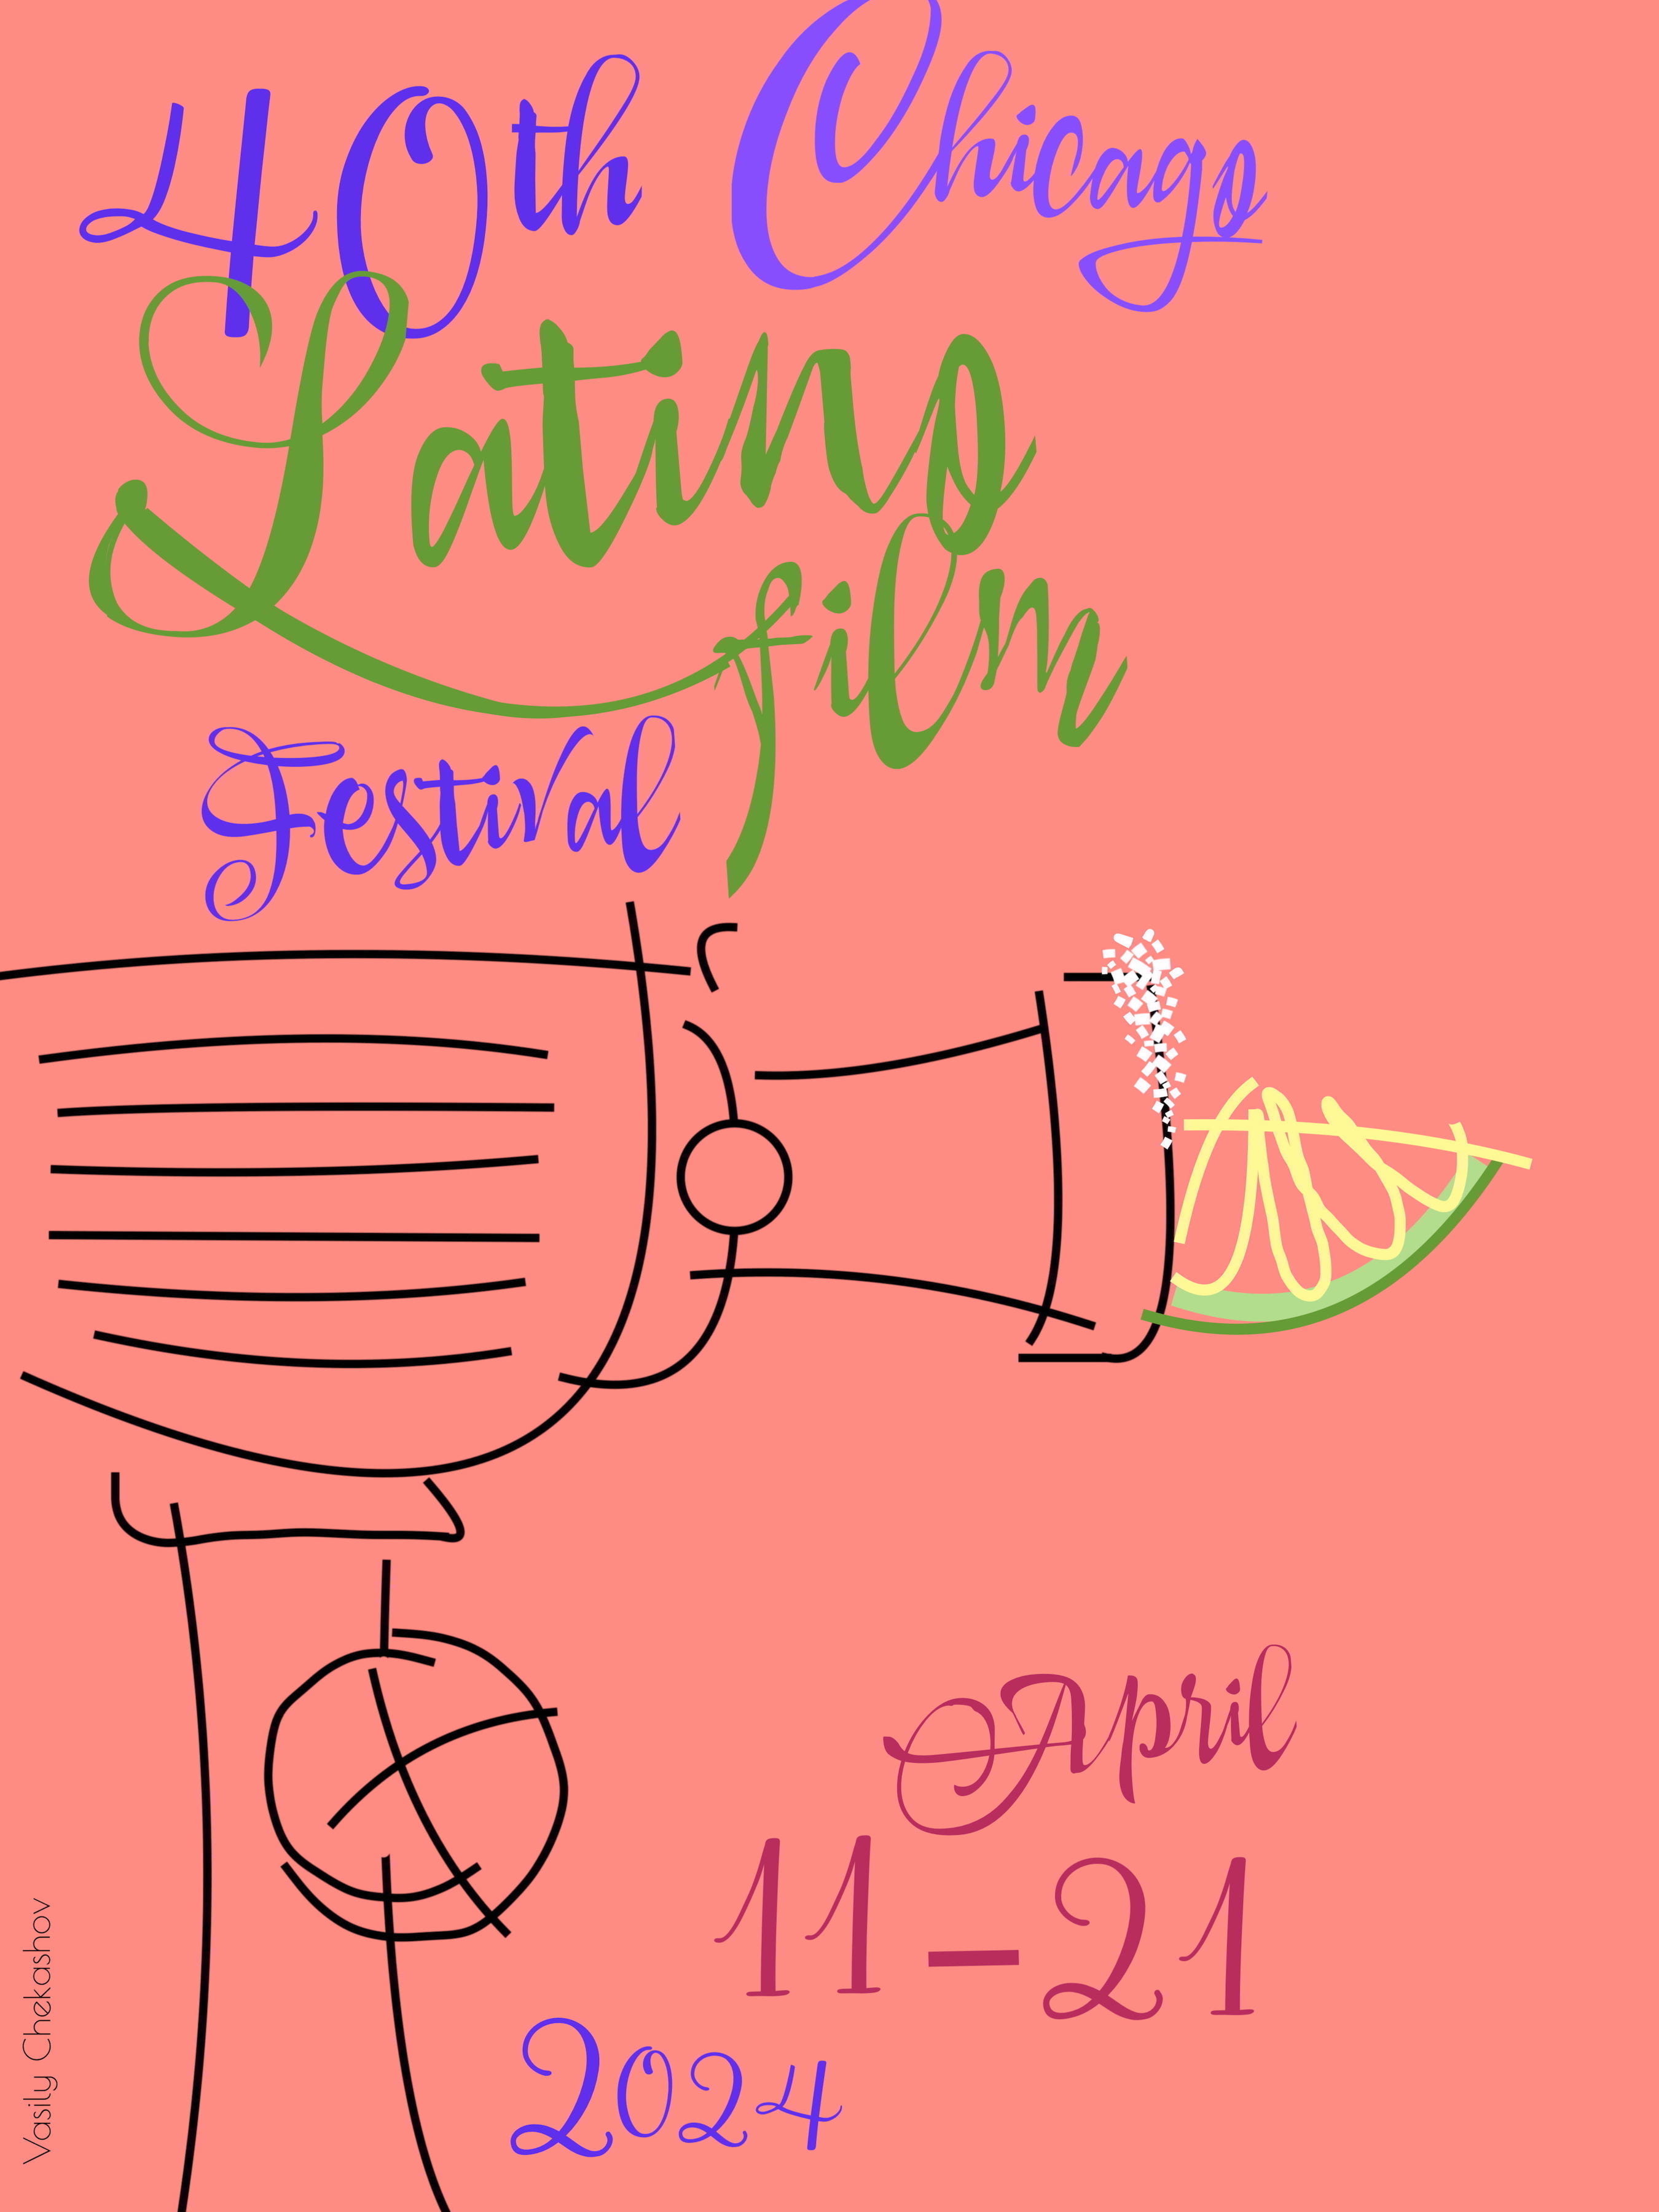 40th Chicago
Latino
film
Festival
April
11-21
2024
Vasily Chekashov